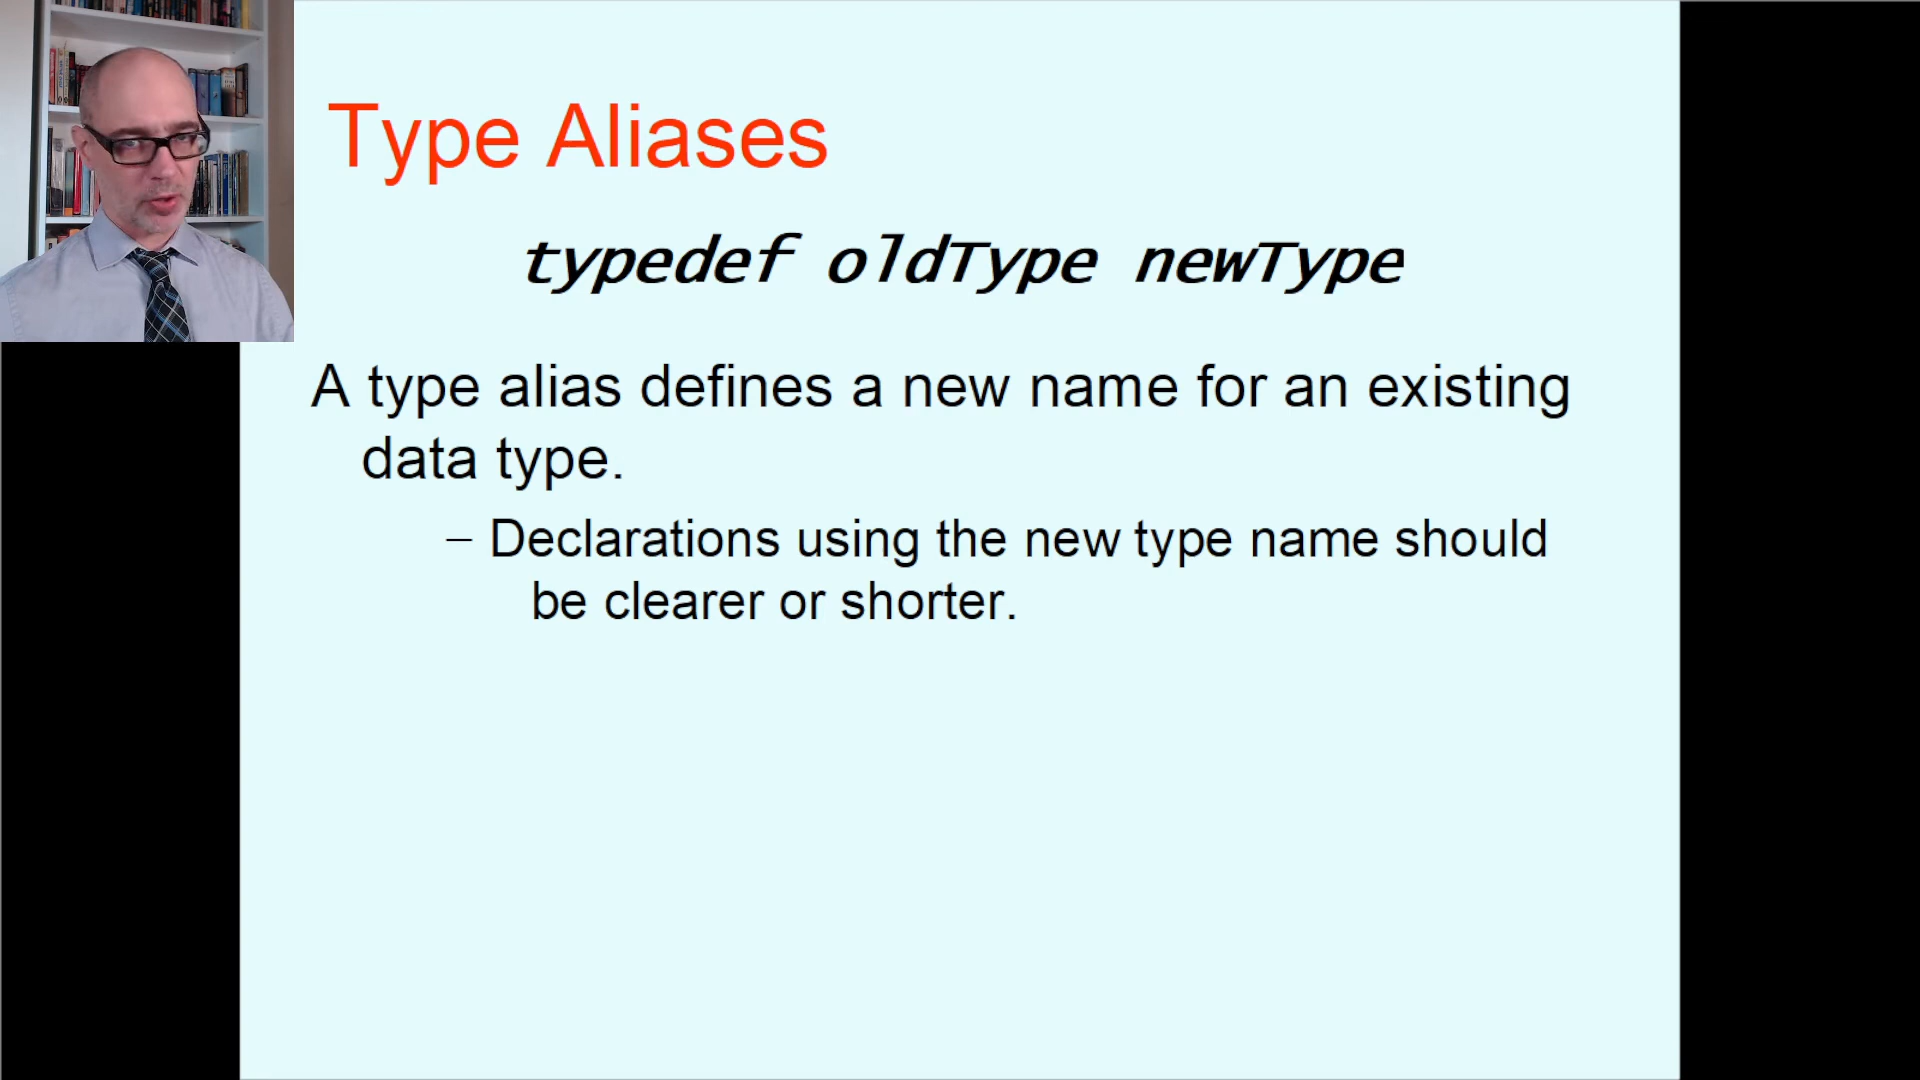 Type Aliases
typedef oldType newType
A type alias defines a new name for an existing
data type.
– Declarations using the new type name should
be clearer or shorter.